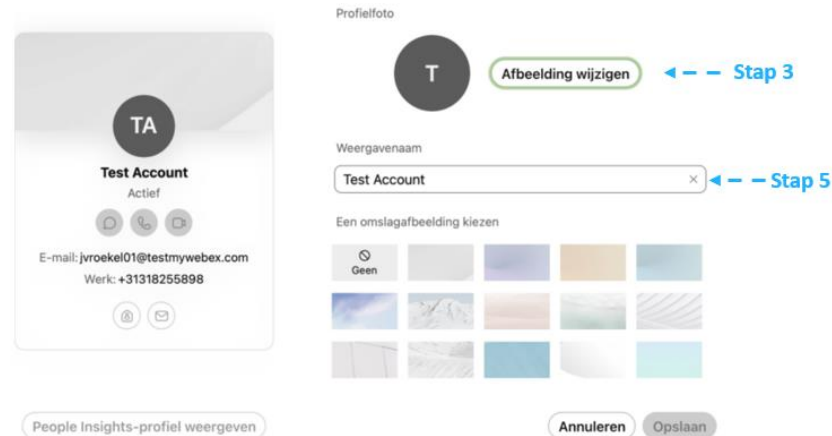 Profielfoto
T
Afbeelding wijzigen
Stap 3
TA
Test Account
Actief
E-mail: jvroekel01@testmywebex.com
Werk: +31318255898
Weergavenaam
Test Account
Stap 5
Een omslagafbeelding kiezen
Geen
People Insights-profiel weergeven
Annuleren
Opslaan